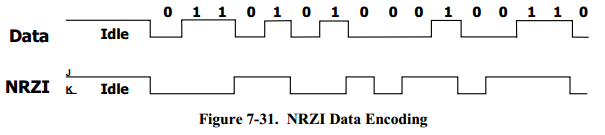 0 1 1 0 1 0 1 0 0 0 1 0 0 1 1 0
Data Idle
J
NRZI K Idle
Figure 7-31. NRZI Data Encoding